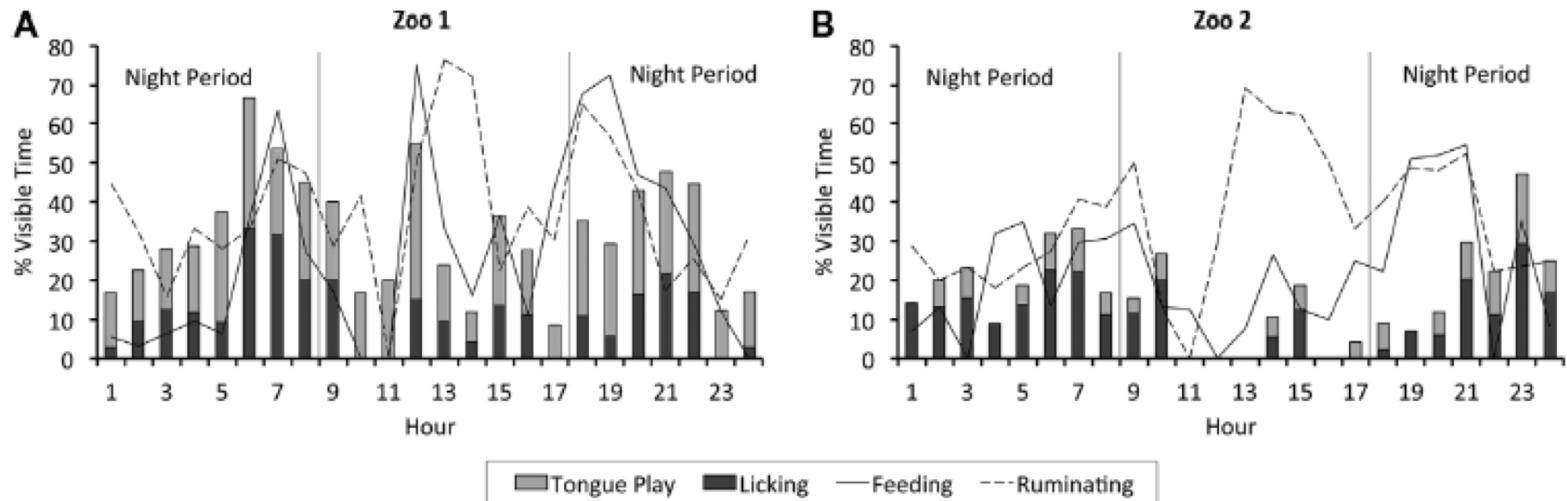 A
Zoo 1
80
70
60
50
40
30
20
10
0
% Visible Time
Night Period
Night Period
1 3 5 7 9 11 13 15 17 19 21 23
Hour
B
Zoo 2
80
70
60
50
40
30
20
10
0
% Visible Time
Night Period
Night Period
1 3 5 7 9 11 13 15 17 19 21 23
Hour
Tongue Play Licking Feeding Ruminating